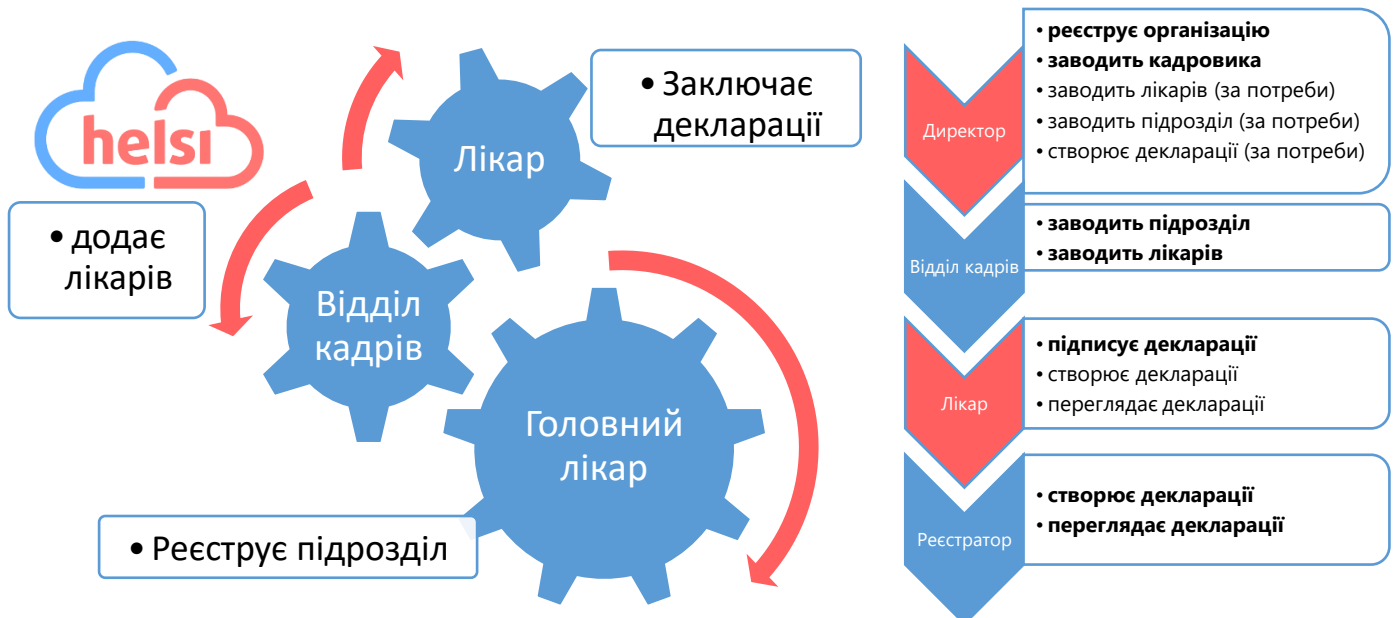 helsi
• Заключає
декларації
Лікар
• додає
лікарів
Відділ
кадрів
Головний
лікар
• Реєструє підрозділ
Директор
• реєструє організацію
• заводить кадровика
• заводить лікарів (за потреби)
• заводить підрозділ (за потреби)
• створює декларації (за потреби)
Відділ кадрів
• заводить підрозділ
• заводить лікарів
Лікар
• підписує декларації
• створює декларації
• переглядає декларації
Реєстратор
• створює декларації
• переглядає декларації